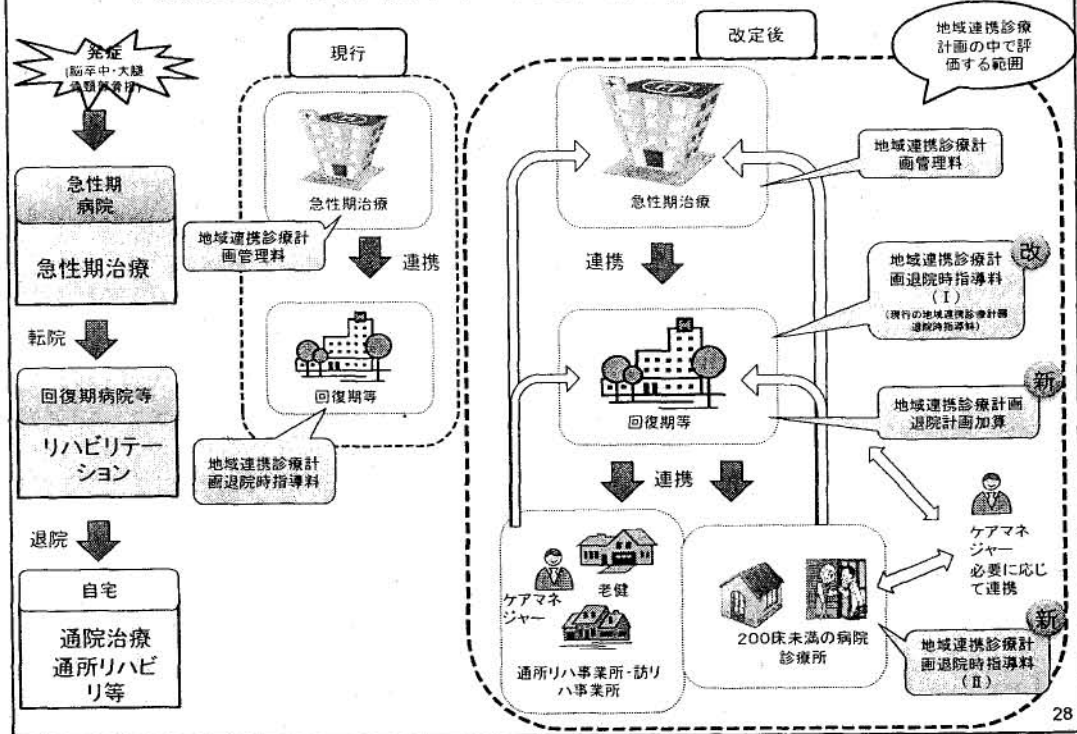 発症
(脳卒中・大腿
骨頸部骨折)
急性期
病院
急性期治療
転院
回復期病院等
リハビリテー
ション
退院
自宅
通院治療
通所リハビ
リ等
現行
急性期治療
地域連携診療計
画管理料
連携
回復期等
地域連携診療計
画退院時指導料
改定後
地域連携診療
計画の中で評
価する範囲
急性期治療
地域連携診療計
画管理料
連携
改
地域連携診療計
画退院時指導料
(Ⅰ)
(現行の地域連携診療計画
退院時指導料)
回復期等
新
地域連携診療計画
退院計画加算
連携
ケアマネ
ジャー
必要に応じ
て連携
ケアマネ
ジャー
老健
通所リハ事業所・訪リ
ハ事業所
200床未満の病院
診療所
新
地域連携診療計
画退院時指導料
(Ⅱ)
28